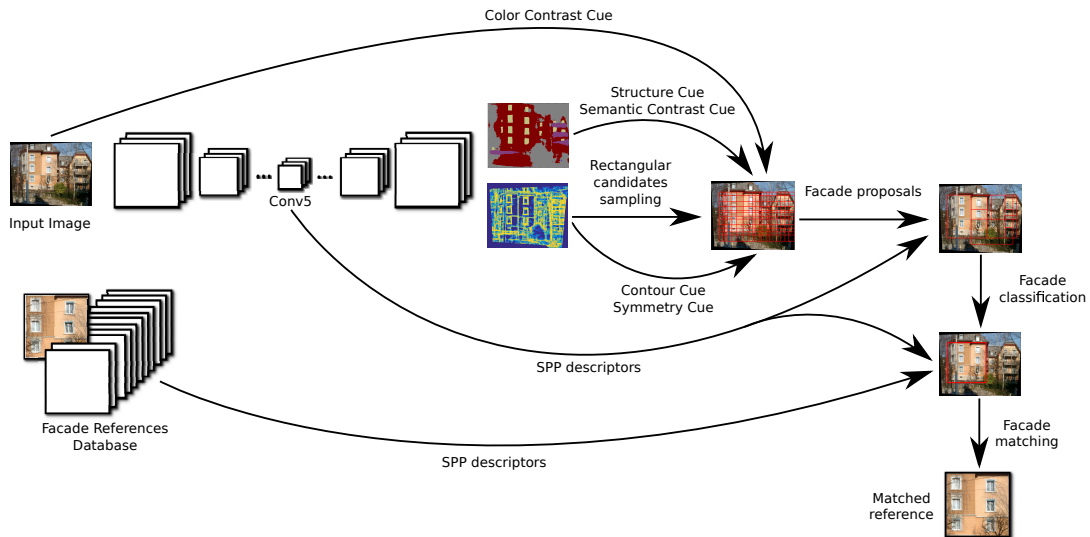 Color Contrast Cue
Structure Cue
Semantic Contrast Cue
Rectangular
candidates
sampling
Input Image
...
...
Conv5
Facade proposals
Contour Cue
Symmetry Cue
Facade
classification
SPP descriptors
Facade References
Database
SPP descriptors
Facade
matching
Matched
reference